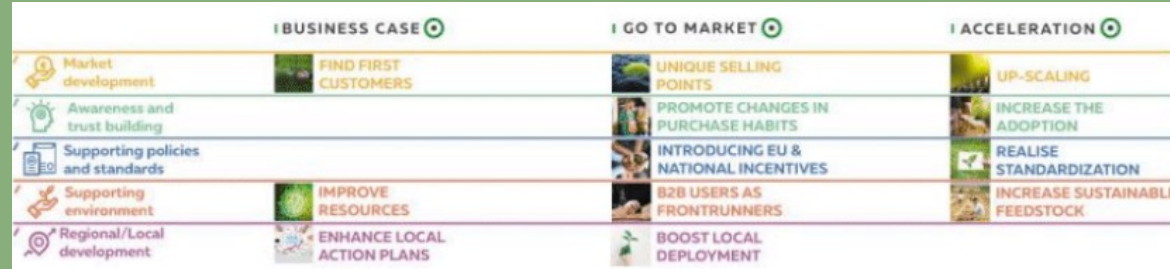 BUSINESS CASE GO TO MARKET ACCELERATION
Market development FIND FIRST CUSTOMERS UNIQUE SELLING POINTS UP-SCALING
Awareness and trust building PROMOTE CHANGES IN PURCHASE HABITS INCREASE THE ADOPTION
Supporting policies and standards INTRODUCING EU & NATIONAL INCENTIVES REALISE STANDARDIZATION
Supporting environment IMPROVE RESOURCES B2B USERS AS FRONTRUNNERS INCREASE SUSTAINABL FEEDSTOCK
Regional/Local development ENHANCE LOCAL ACTION PLANS BOOST LOCAL DEPLOYMENT